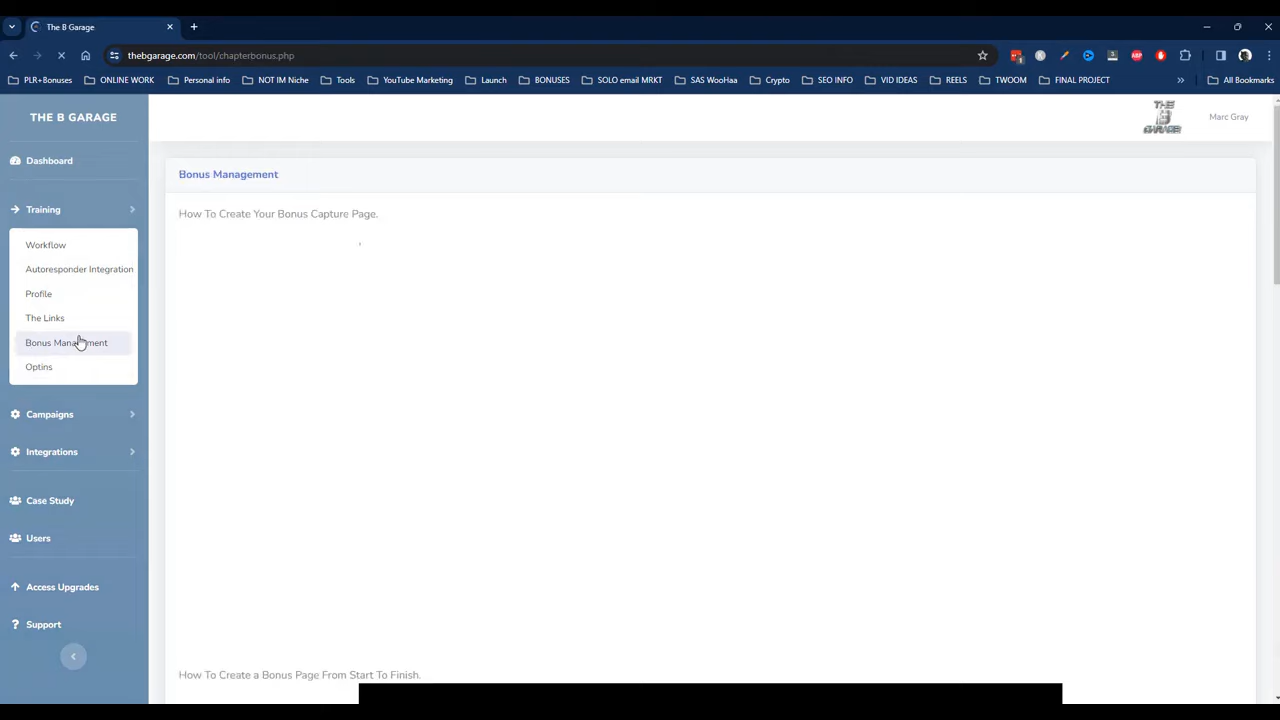 The B Garage
thebgarage.com/tool/chapterbonus.php
PLR+Bonuses
ONLINE WORK
Personal info
NOT IM Niche
Tools
YouTube Marketing
Launch
BONUSES
SOLO email MRKT
SAS WooHaa
Crypto
SEO INFO
VID IDEAS
REELS
TWOOM
FINAL PROJECT
All Bookmarks
THE B GARAGE
THE
B
GARAGE
Marc Gray
Dashboard
Training
Workflow
Autoresponder Integration
Profile
The Links
Bonus Management
Optins
Campaigns
Integrations
Case Study
Users
Access Upgrades
Support
Bonus Management
How To Create Your Bonus Capture Page.
How To Create a Bonus Page From Start To Finish.